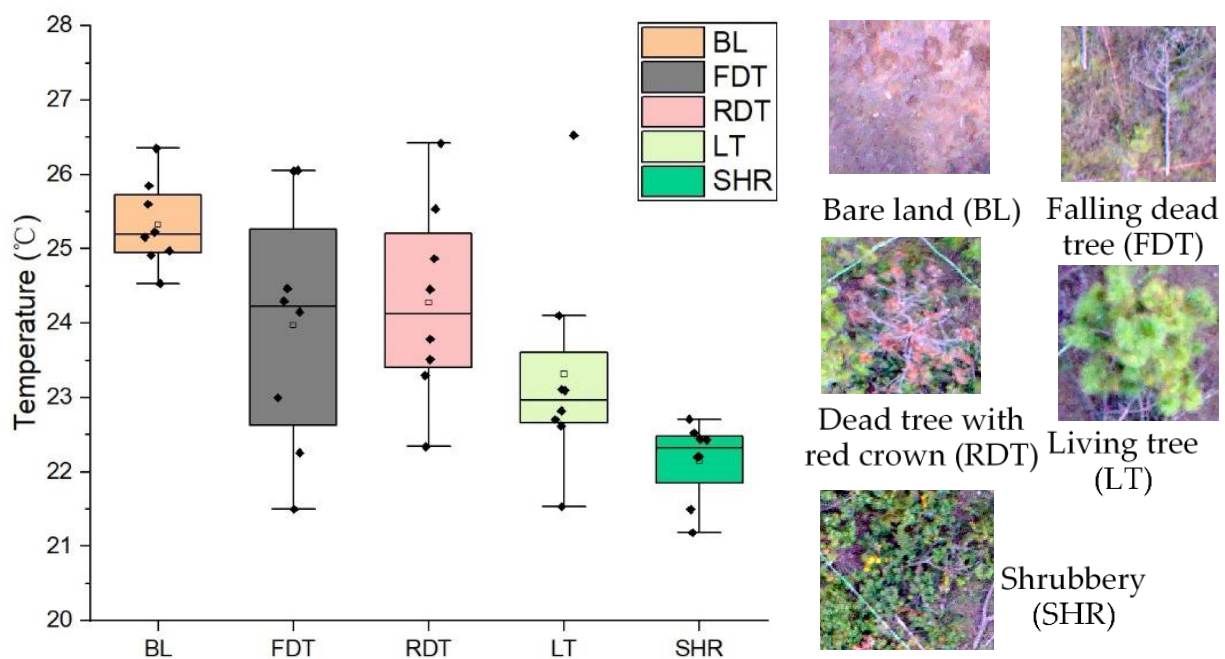 28
27
26
25
24
23
22
21
20
Temperature (℃)
BL
FDT
RDT
LT
SHR
BL
FDT
RDT
LT
SHR
Bare land (BL)
Falling dead
tree (FDT)
Dead tree with
red crown (RDT)
Living tree
(LT)
Shrubbery
(SHR)